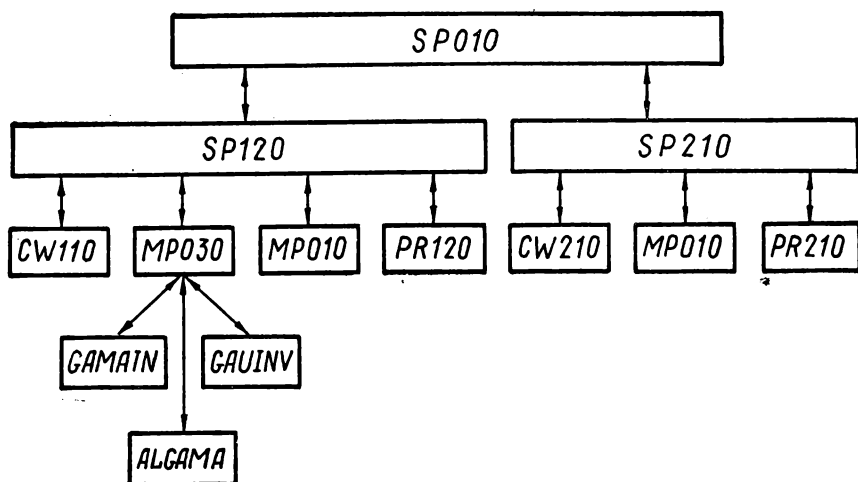 SP010
SP120
SP210
CW110
MP030
MP010
PR120
CW210
MP010
PR210
GAMAIN
GAUINV
ALGAMA